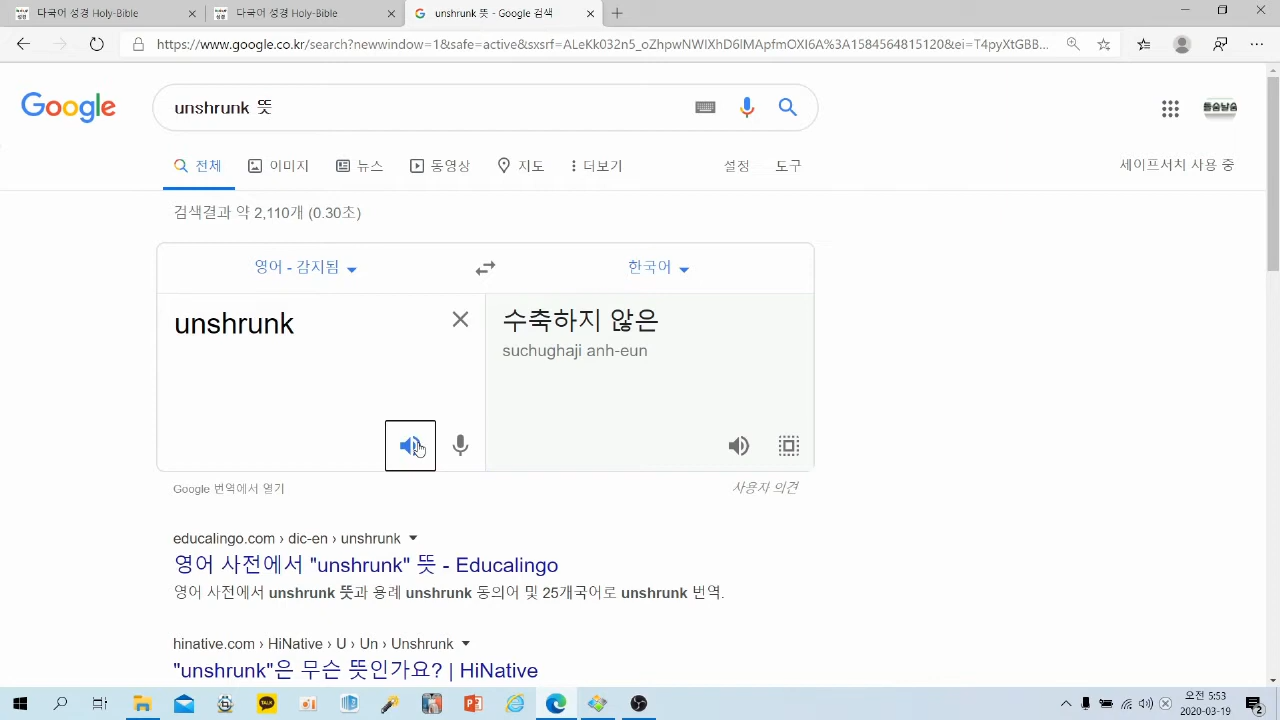 다국어 성경 Holy-Bible
다국어 성경 Holy-Bible
unshrunk 뜻 - Google 검색
https://www.google.co.kr/search?newwindow=1&safe=active&sxsrf=ALeKk032n5_oZhpwNWIXhD6lMApfmOXI6A%3A1584564815120&ei=T4pyXtGBB...
Google
unshrunk 뜻
전체
이미지
뉴스
동영상
지도
더보기
설정
도구
세이프서치 사용 중
검색결과 약 2,110개 (0.30초)
영어 - 감지됨
한국어
unshrunk
수축하지 않은
suchughaji anh-eun
Google 번역에서 열기
사용자 의견
educalingo.com › dic-en › unshrunk
영어 사전에서 "unshrunk" 뜻 - Educalingo
영어 사전에서 unshrunk 뜻과 용례 unshrunk 동의어 및 25개국어로 unshrunk 번역.
hinative.com › HiNative › U › Un › Unshrunk
"unshrunk"은 무슨 뜻인가요? | HiNative
오전 5:53
2020-03-19